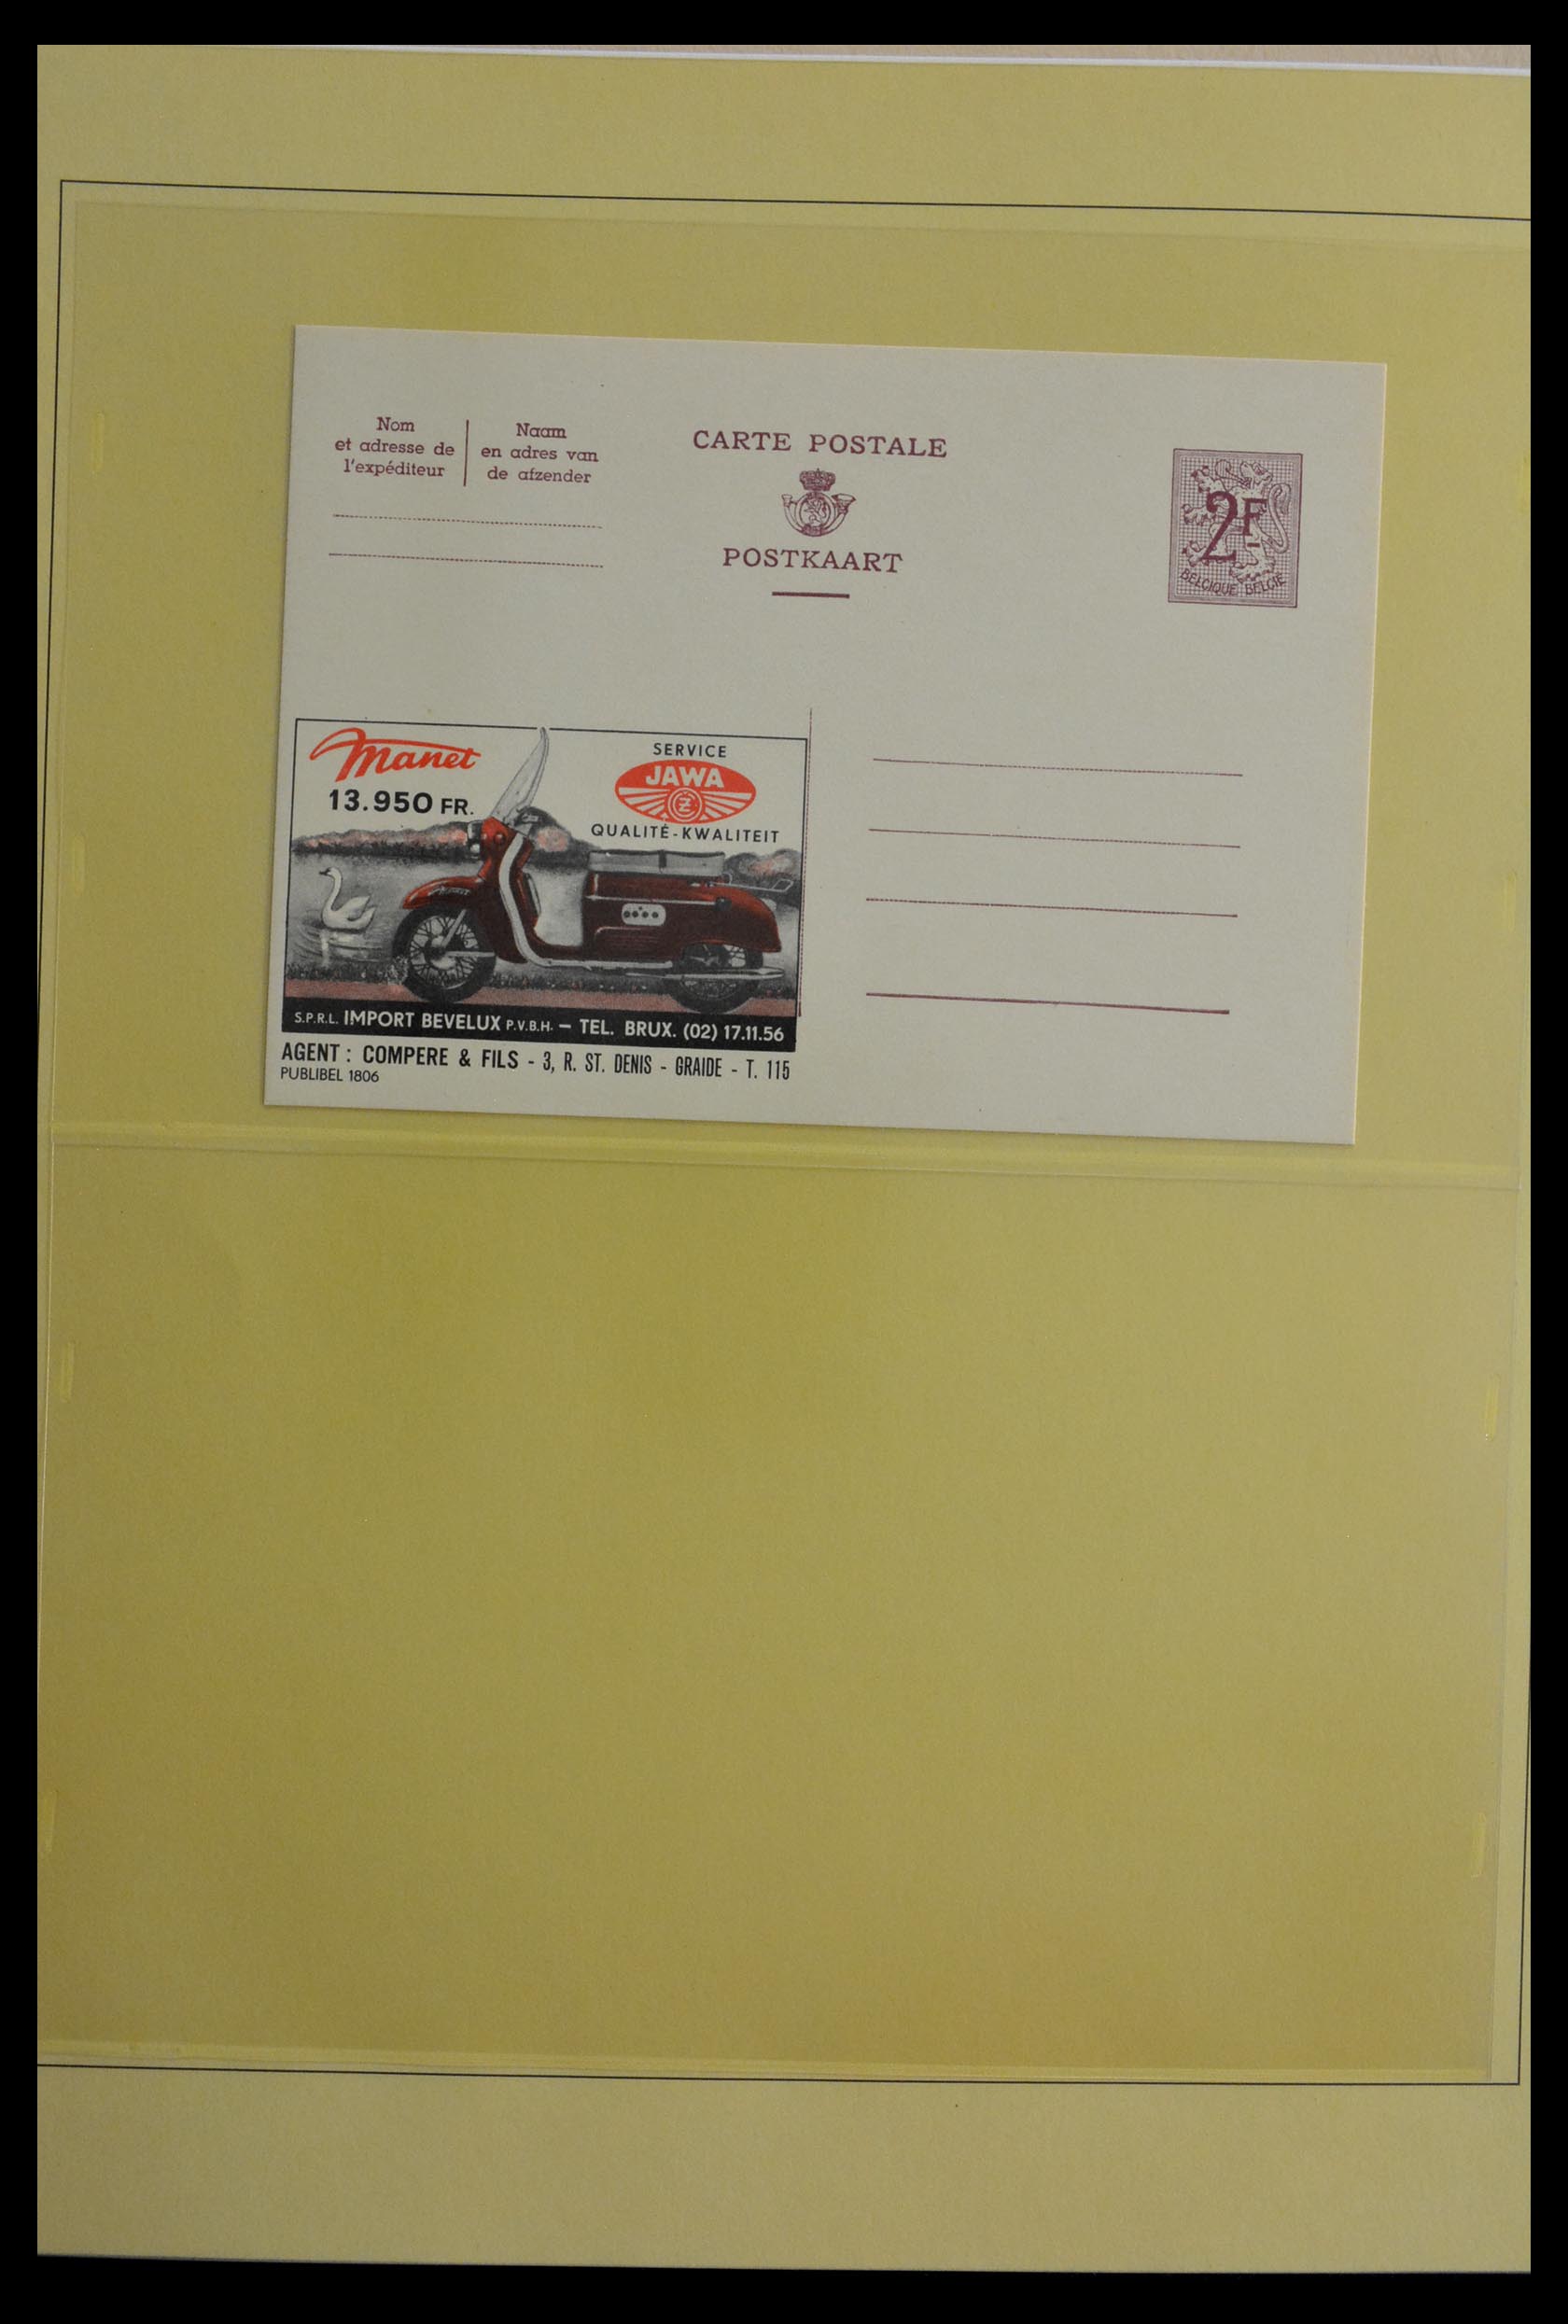 Nom
et adresse de
l'expéditeur
Naam
en adres van
de afzender
CARTE POSTALE
POSTKAART
2F
BELGIQUE BELGIË
Manet
13.950 FR.
SERVICE
JAWA
CZ
QUALITÉ-KWALITEIT
S.P.R.L. IMPORT BEVELUX P.V.B.H. – TEL. BRUX. (02) 17.11.56
AGENT : COMPERE & FILS - 3, R. ST. DENIS - GRAIDE - T. 115
PUBLIBEL 1806